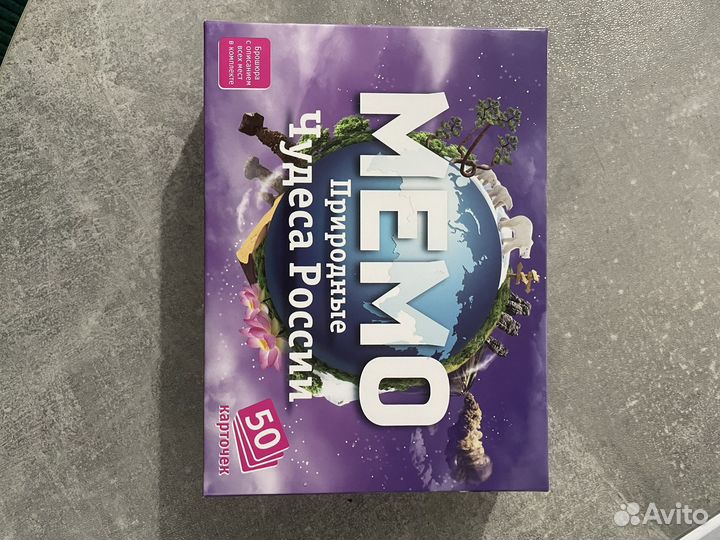 Брошюра
с описанием
всех мест
в комплекте
МЕМО
Природные
Чудеса России
50
карточек
Avito